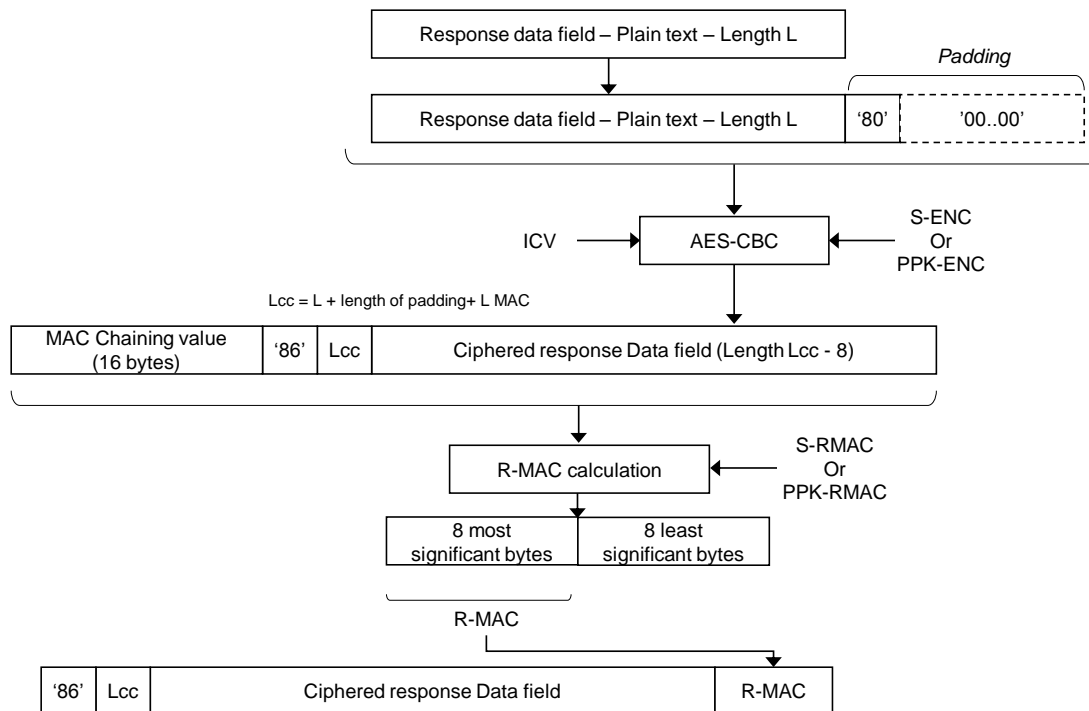 Response data field – Plain text – Length L
Padding
Response data field – Plain text – Length L
‘80’
’00..00’
ICV
AES-CBC
S-ENC
Or
PPK-ENC
Lcc = L + length of padding+ L MAC
MAC Chaining value
(16 bytes)
‘86’
Lcc
Ciphered response Data field (Length Lcc - 8)
R-MAC calculation
S-RMAC
Or
PPK-RMAC
8 most
significant bytes
8 least
significant bytes
R-MAC
‘86’
Lcc
Ciphered response Data field
R-MAC